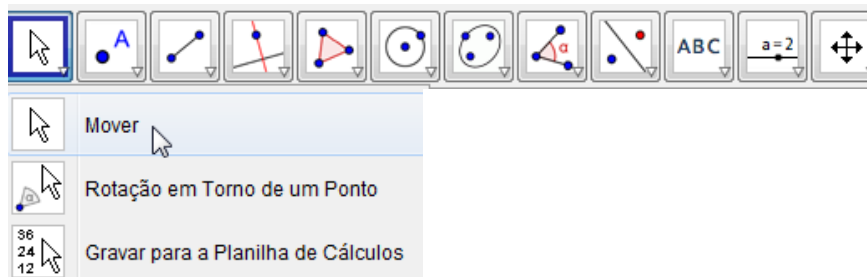 A
α
ABC
a=2
Mover
α
Rotação em Torno de um Ponto
36
24
12
Gravar para a Planilha de Cálculos